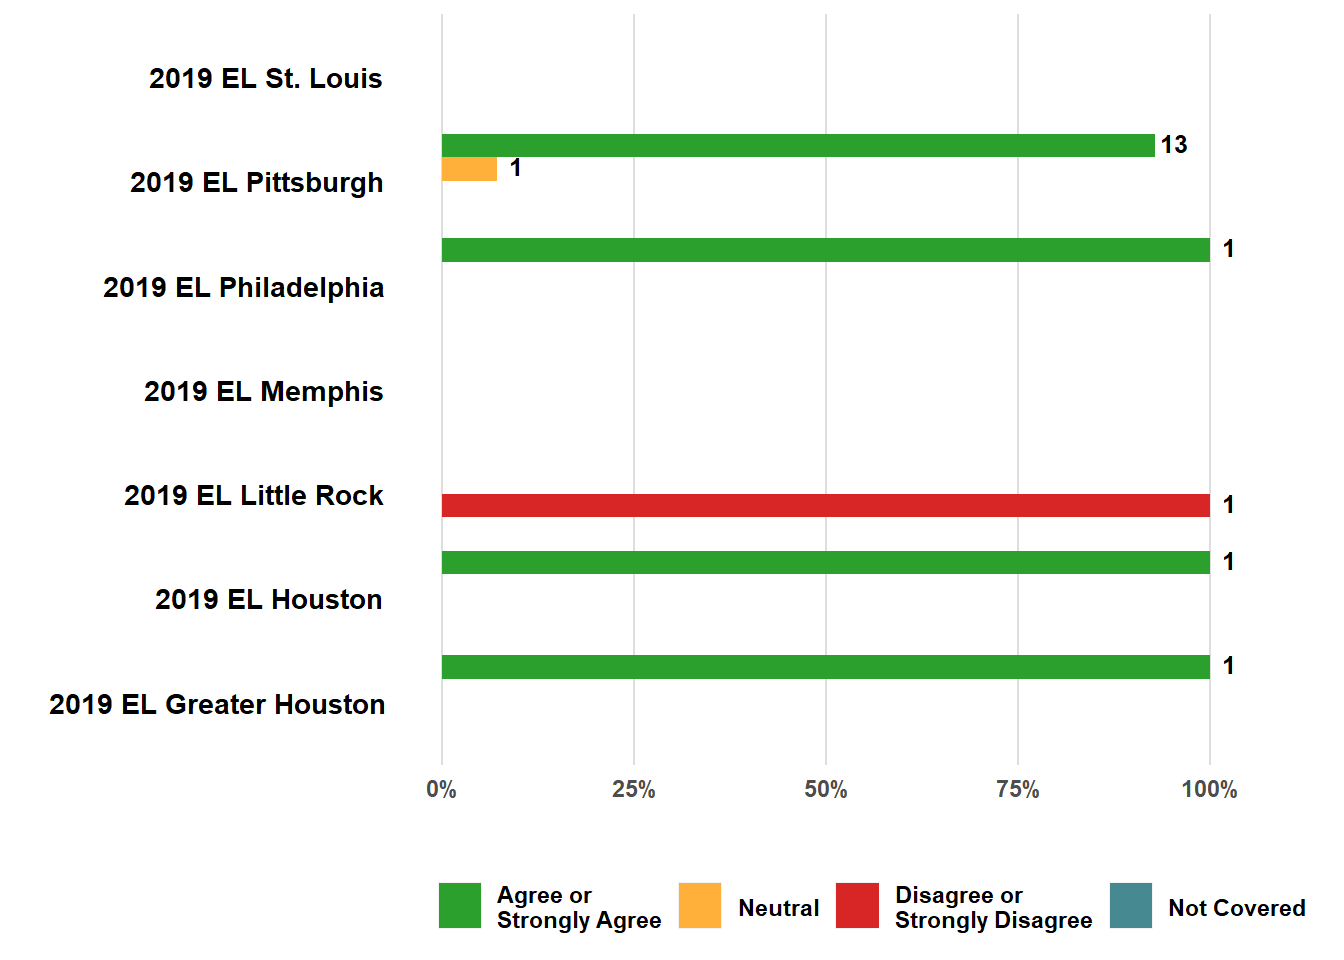 2019 EL St. Louis
13
1
2019 EL Pittsburgh
1
2019 EL Philadelphia
2019 EL Memphis
2019 EL Little Rock
1
1
2019 EL Houston
1
2019 EL Greater Houston
0% 25% 50% 75% 100%
Agree or
Strongly Agree
Neutral
Disagree or
Strongly Disagree
Not Covered